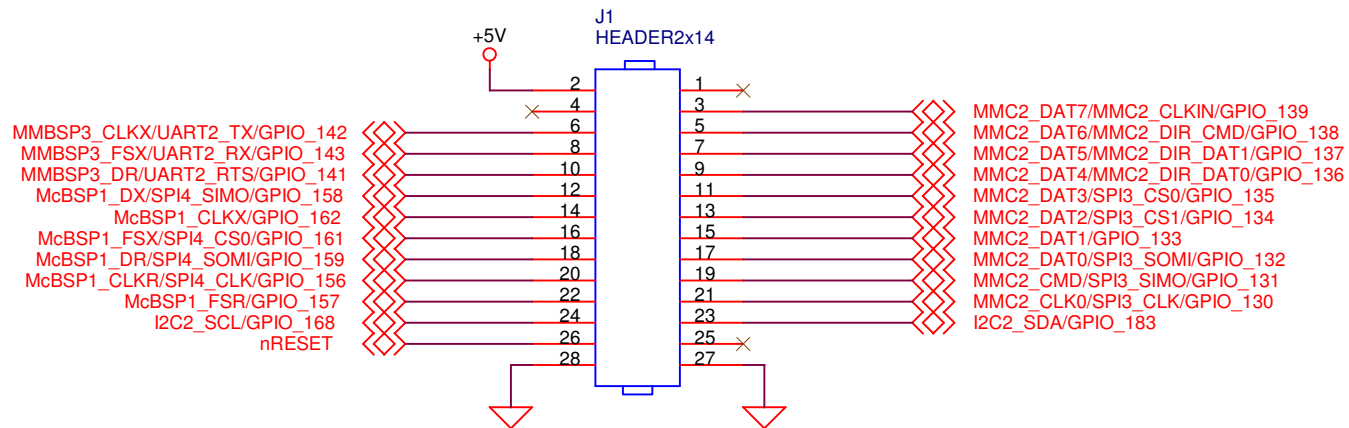 J1
HEADER2x14
+5V
2 1
4 3 MMC2_DAT7/MMC2_CLKIN/GPIO_139
MMBSP3_CLKX/UART2_TX/GPIO_142 6 5 MMC2_DAT6/MMC2_DIR_CMD/GPIO_138
MMBSP3_FSX/UART2_RX/GPIO_143 8 7 MMC2_DAT5/MMC2_DIR_DAT1/GPIO_137
MMBSP3_DR/UART2_RTS/GPIO_141 10 9 MMC2_DAT4/MMC2_DIR_DAT0/GPIO_136
McBSP1_DX/SPI4_SIMO/GPIO_158 12 11 MMC2_DAT3/SPI3_CS0/GPIO_135
McBSP1_CLKX/GPIO_162 14 13 MMC2_DAT2/SPI3_CS1/GPIO_134
McBSP1_FSX/SPI4_CS0/GPIO_161 16 15 MMC2_DAT1/GPIO_133
McBSP1_DR/SPI4_SOMI/GPIO_159 18 17 MMC2_DAT0/SPI3_SOMI/GPIO_132
McBSP1_CLKR/SPI4_CLK/GPIO_156 20 19 MMC2_CMD/SPI3_SIMO/GPIO_131
McBSP1_FSR/GPIO_157 22 21 MMC2_CLK0/SPI3_CLK/GPIO_130
I2C2_SCL/GPIO_168 24 23 I2C2_SDA/GPIO_183
nRESET 26 25
28 27